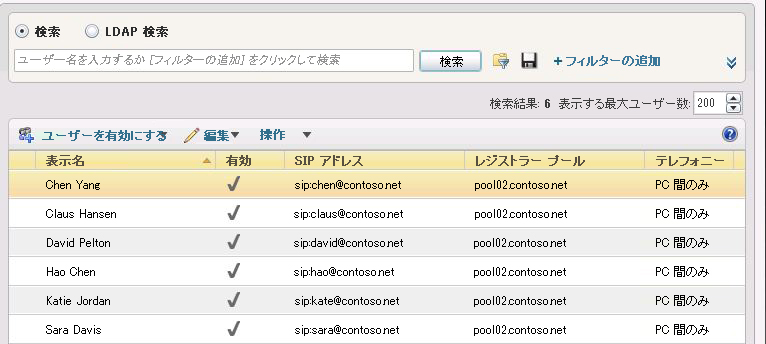 検索 LDAP 検索
ユーザー名を入力するか [フィルターの追加] をクリックして検索 検索 +フィルターの追加
検索結果: 6 表示する最大ユーザー数: 200
ユーザーを有効にする 編集 操作
表示名 有効 SIP アドレス レジストラー プール テレフォニー
Chen Yang sip:chen@contoso.net pool02.contoso.net PC 間のみ
Claus Hansen sip:claus@contoso.net pool02.contoso.net PC 間のみ
David Pelton sip:david@contoso.net pool02.contoso.net PC 間のみ
Hao Chen sip:hao@contoso.net pool02.contoso.net PC 間のみ
Katie Jordan sip:kate@contoso.net pool02.contoso.net PC 間のみ
Sara Davis sip:sara@contoso.net pool02.contoso.net PC 間のみ